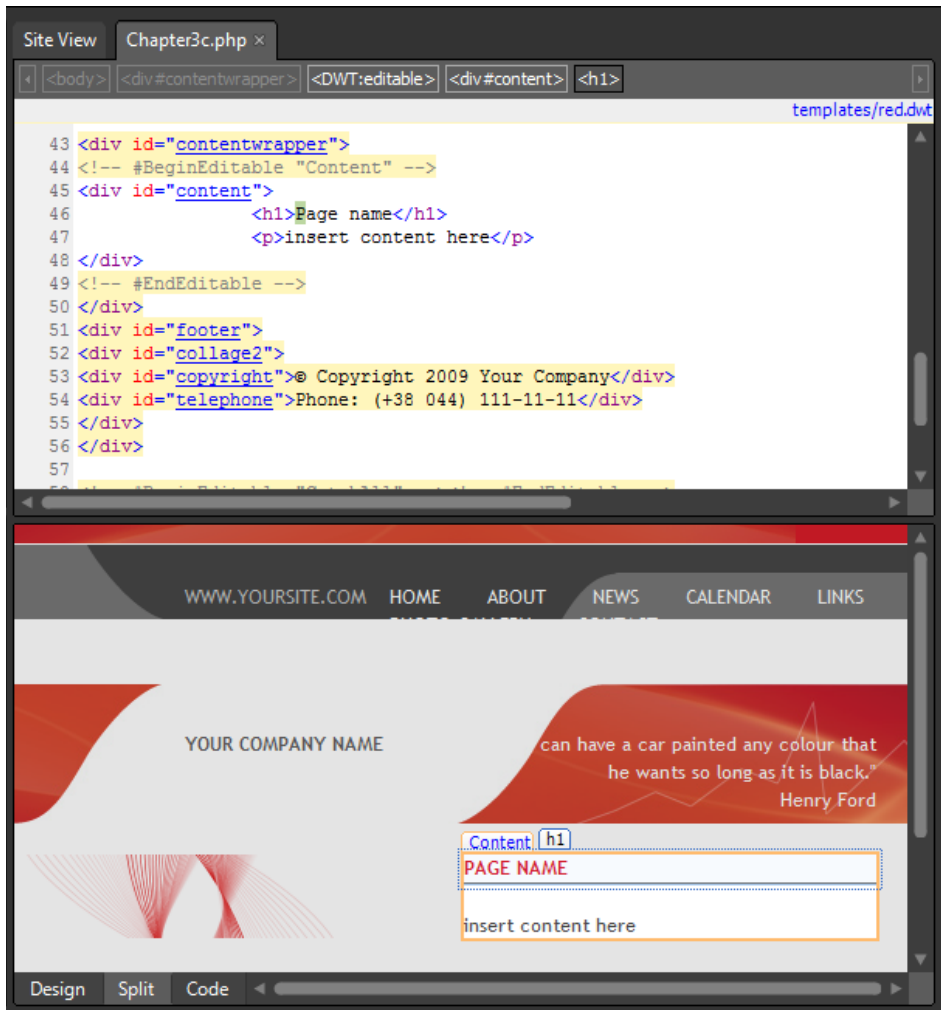 Site View Chapter3c.php ×
<body> <div#contentwrapper> <DWT:editable> <div#content> <h1>
templates/red.dwt
43 <div id="contentwrapper">
44 <!-- #BeginEditable "Content" -->
45 <div id="content">
46 <h1>Page name</h1>
47 <p>insert content here</p>
48 </div>
49 <!-- #EndEditable -->
50 </div>
51 <div id="footer">
52 <div id="collage2">
53 <div id="copyright">© Copyright 2009 Your Company</div>
54 <div id="telephone">Phone: (+38 044) 111-11-11</div>
55 </div>
56 </div>
57
WWW.YOURSITE.COM HOME ABOUT NEWS CALENDAR LINKS
YOUR COMPANY NAME
can have a car painted any colour that
he wants so long as it is black."
Henry Ford
Content h1
PAGE NAME
insert content here
Design Split Code